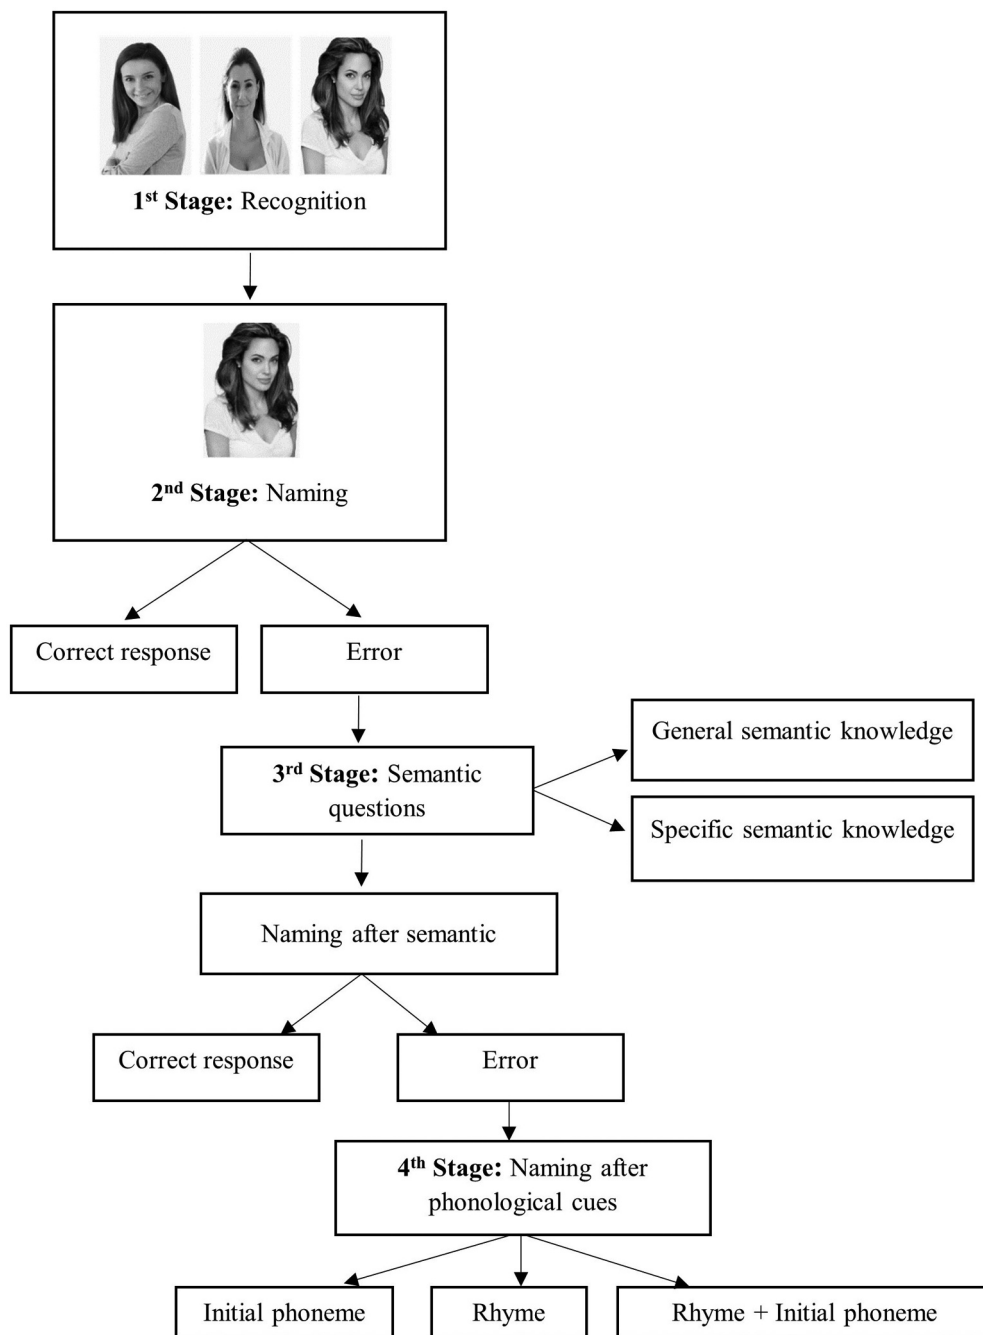 1st Stage: Recognition
2nd Stage: Naming
Correct response
Error
3rd Stage: Semantic
questions
General semantic knowledge
Specific semantic knowledge
Naming after semantic
Correct response
Error
4th Stage: Naming after
phonological cues
Initial phoneme
Rhyme
Rhyme + Initial phoneme